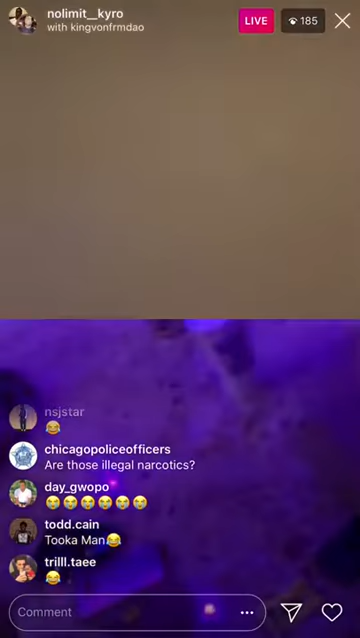 nolimit__kyro
with kingvonfrmdao
LIVE
185
nsjstar
😂
chicagopoliceofficers
Are those illegal narcotics?
day_gwopo
😭😭😭😭😭😭
todd.cain
Tooka Man😂
trilll.taee
😂
Comment